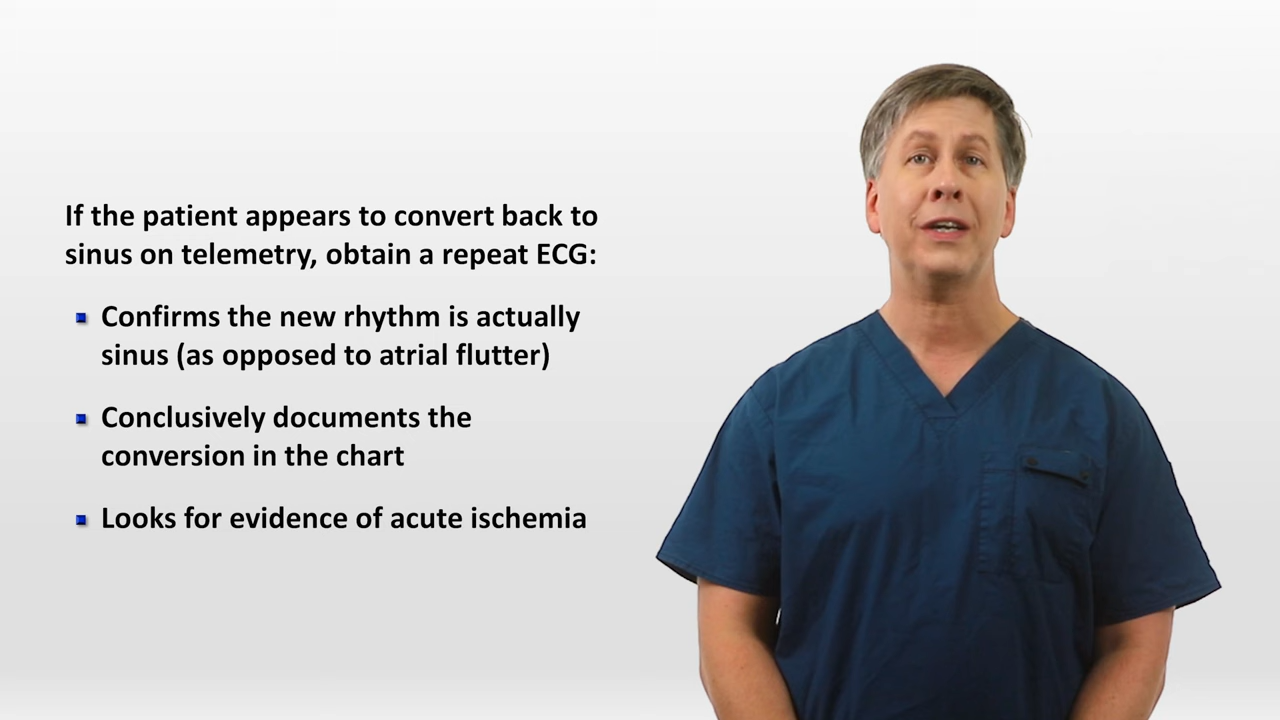 If the patient appears to convert back to
sinus on telemetry, obtain a repeat ECG:
Confirms the new rhythm is actually
sinus (as opposed to atrial flutter)
Conclusively documents the
conversion in the chart
Looks for evidence of acute ischemia